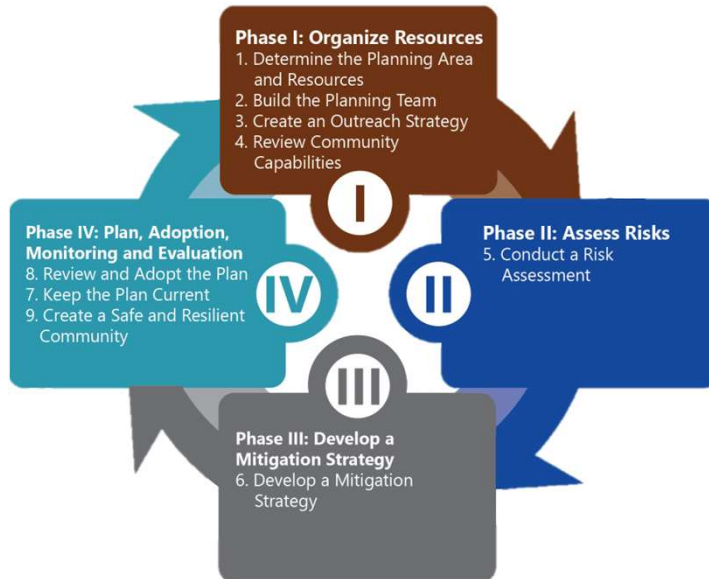 Phase I: Organize Resources
1. Determine the Planning Area
and Resources
2. Build the Planning Team
3. Create an Outreach Strategy
4. Review Community
Capabilities
I
Phase II: Assess Risks
5. Conduct a Risk
Assessment
II
Phase III: Develop a
Mitigation Strategy
6. Develop a Mitigation
Strategy
III
Phase IV: Plan, Adoption,
Monitoring and Evaluation
8. Review and Adopt the Plan
7. Keep the Plan Current
9. Create a Safe and Resilient
Community
IV